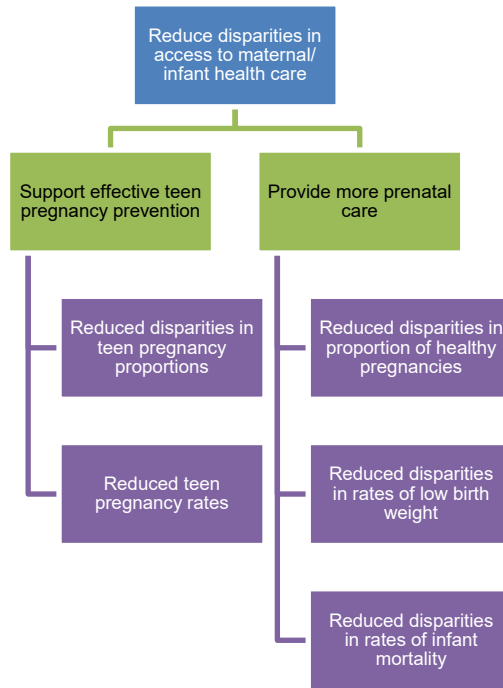 Reduce disparities in
access to maternal/
infant health care
Support effective teen
pregnancy prevention
Provide more prenatal
care
Reduced disparities in
teen pregnancy
proportions
Reduced disparities in
proportion of healthy
pregnancies
Reduced teen
pregnancy rates
Reduced disparities
in rates of low birth
weight
Reduced disparities
in rates of infant
mortality